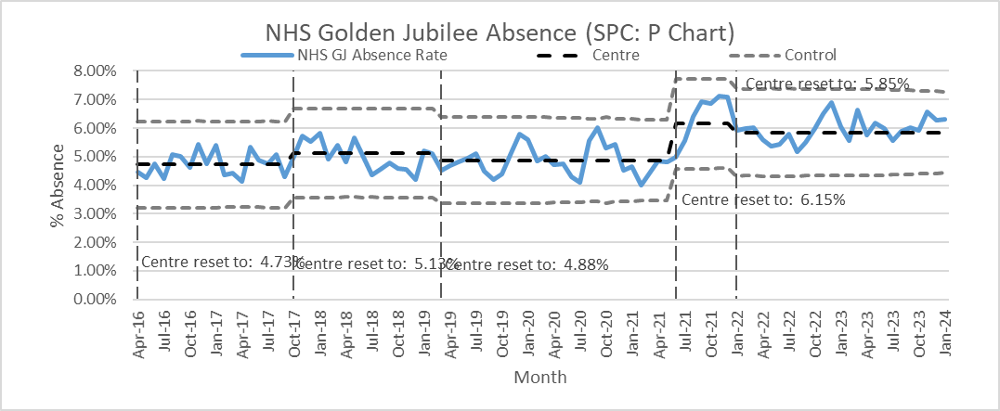 NHS Golden Jubilee Absence (SPC: P Chart)
NHS GJ Absence Rate Centre Control
8.00%
7.00%
6.00%
5.00%
4.00%
3.00%
2.00%
1.00%
0.00%
% Absence
Centre reset to: 4.73%
Centre reset to: 5.13%
Centre reset to: 4.88%
Centre reset to: 6.15%
Centre reset to: 5.85%
Apr-16
Jul-16
Oct-16
Jan-17
Apr-17
Jul-17
Oct-17
Jan-18
Apr-18
Jul-18
Oct-18
Jan-19
Apr-19
Jul-19
Oct-19
Jan-20
Apr-20
Jul-20
Oct-20
Jan-21
Apr-21
Jul-21
Oct-21
Jan-22
Apr-22
Jul-22
Oct-22
Jan-23
Apr-23
Jul-23
Oct-23
Jan-24
Month